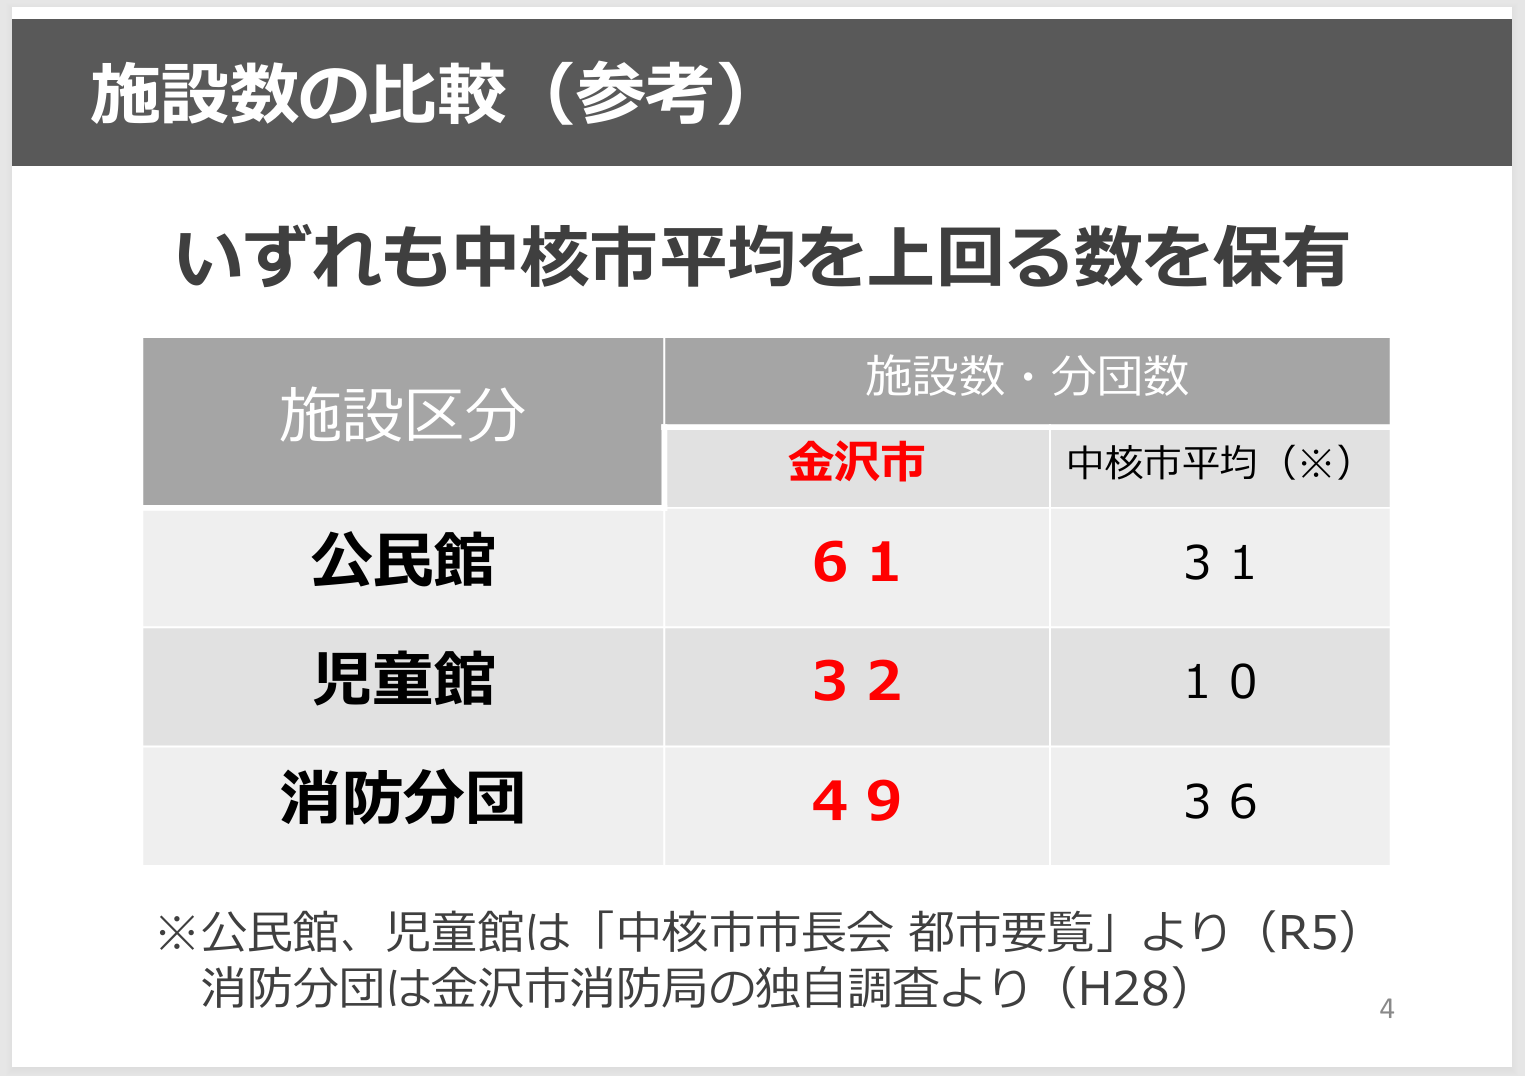 施設数の比較（参考）
いずれも中核市平均を上回る数を保有
施設区分
施設数・分団数
金沢市
中核市平均（※）
公民館
６１
３１
児童館
３２
１０
消防分団
４９
３６
※公民館、児童館は「中核市市長会 都市要覧」より（R5）
消防分団は金沢市消防局の独自調査より（H28）
4